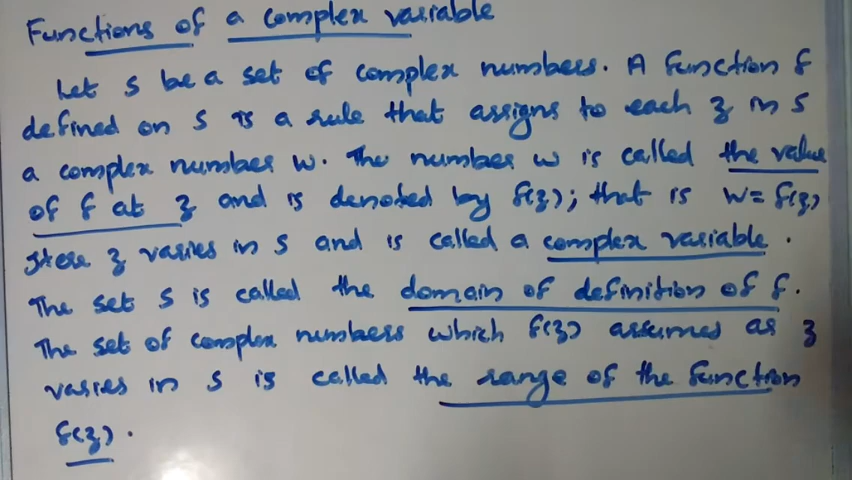 Functions of a complex variable
Let S be a set of complex numbers. A function f
defined on S is a rule that assigns to each z in S
a complex number w. The number w is called the value
of f at z and is denoted by f(z); that is w = f(z)
Here z varies in S and is called a complex variable.
The set S is called the domain of definition of f.
The set of complex numbers which f(z) assumes as z
varies in S is called the range of the function
f(z).